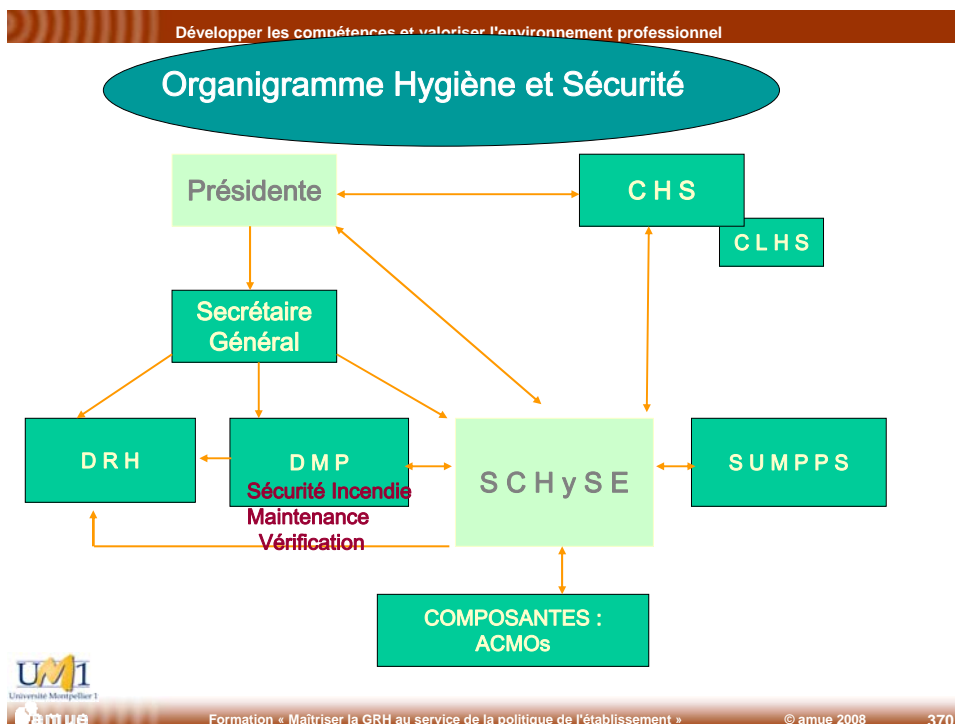 Développer les compétences et valoriser l'environnement professionnel
Organigramme Hygiène et Sécurité
Présidente
C H S
C L H S
Secrétaire
Général
D R H
D M P
Sécurité Incendie
Maintenance
Vérification
S C H y S E
S U M P P S
COMPOSANTES :
ACMOs
UM1
Université Montpellier 1
amue
Formation « Maîtriser la GRH au service de la politique de l'établissement »
© amue 2008
370